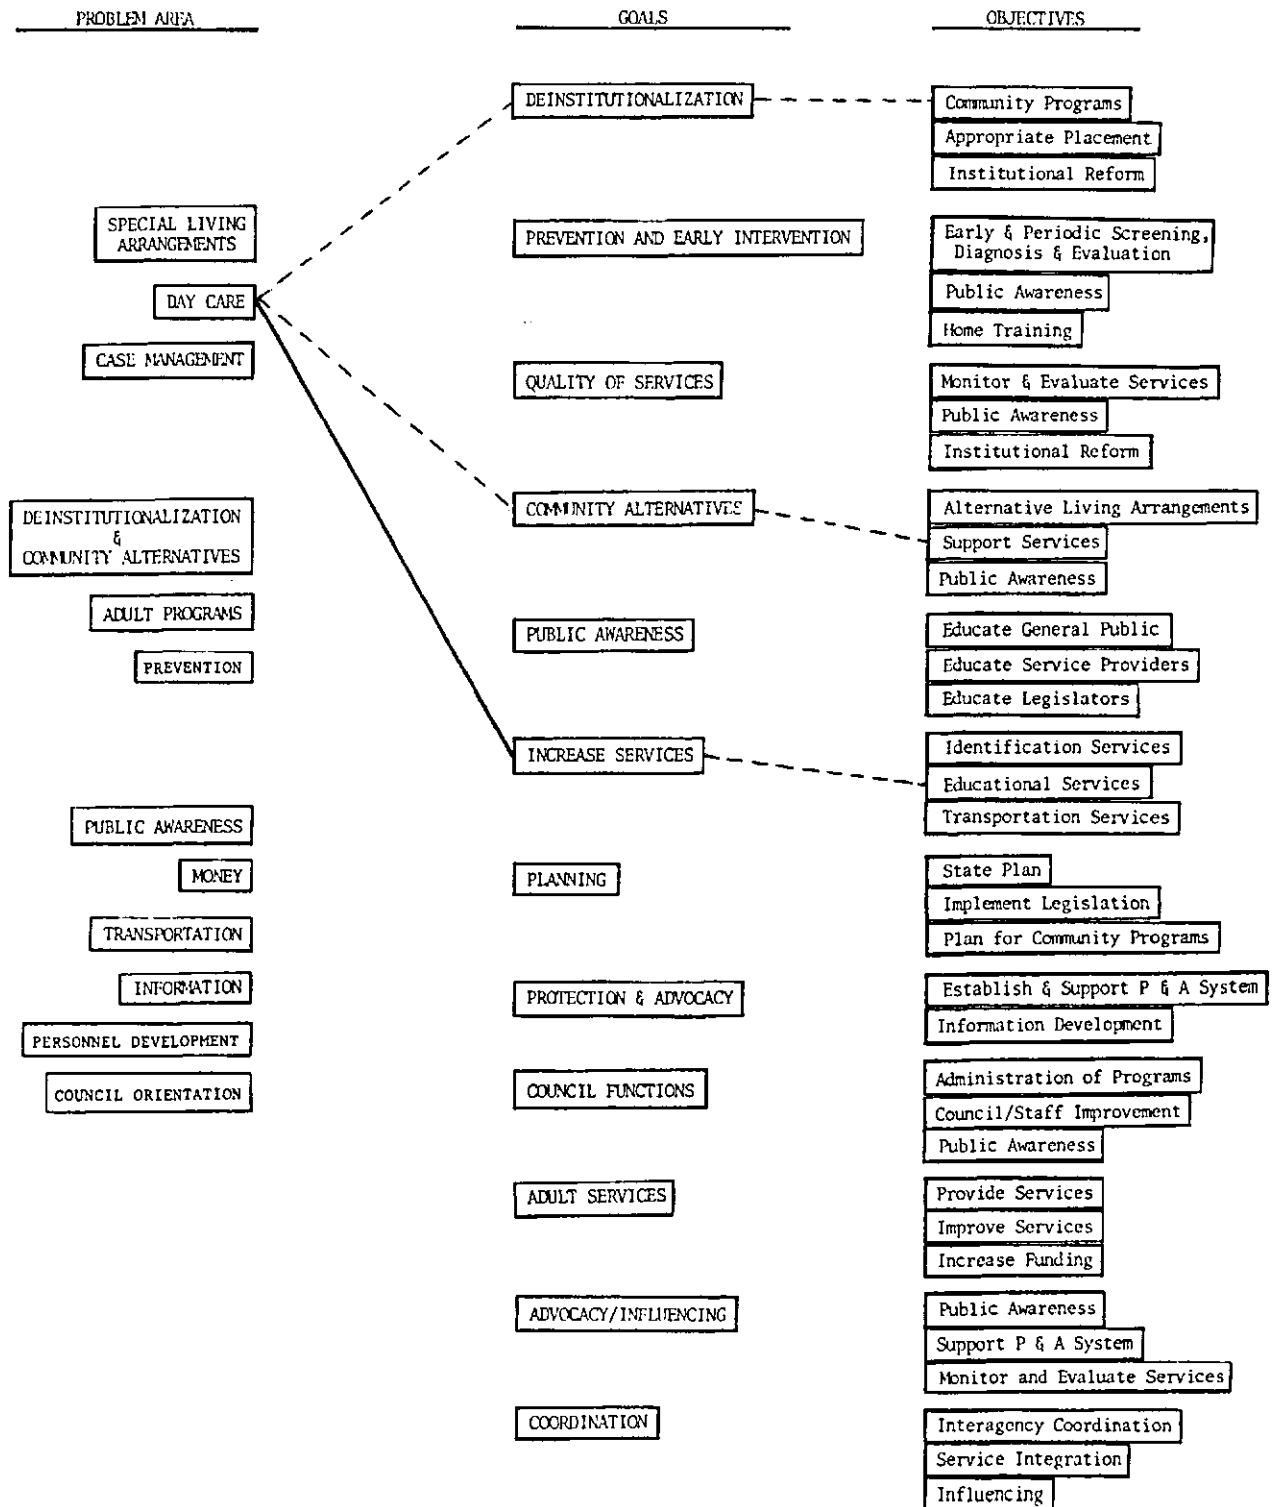 PROBLEM AREA
GOALS
OBJECTIVES
DEINSTITUTIONALIZATION
Community Programs
Appropriate Placement
Institutional Reform
SPECIAL LIVING
ARRANGEMENTS
PREVENTION AND EARLY INTERVENTION
Early & Periodic Screening,
Diagnosis & Evaluation
DAY CARE
Public Awareness
Home Training
CASE MANAGEMENT
QUALITY OF SERVICES
Monitor & Evaluate Services
Public Awareness
Institutional Reform
DEINSTITUTIONALIZATION
&
COMMUNITY ALTERNATIVES
COMMUNITY ALTERNATIVES
Alternative Living Arrangements
Support Services
Public Awareness
ADULT PROGRAMS
PUBLIC AWARENESS
Educate General Public
PREVENTION
Educate Service Providers
Educate Legislators
INCREASE SERVICES
Identification Services
Educational Services
Transportation Services
PUBLIC AWARENESS
MONEY
PLANNING
State Plan
Implement Legislation
TRANSPORTATION
Plan for Community Programs
INFORMATION
PROTECTION & ADVOCACY
Establish & Support P & A System
Information Development
PERSONNEL DEVELOPMENT
COUNCIL ORIENTATION
COUNCIL FUNCTIONS
Administration of Programs
Council/Staff Improvement
Public Awareness
ADULT SERVICES
Provide Services
Improve Services
Increase Funding
ADVOCACY/INFLUENCING
Public Awareness
Support P & A System
Monitor and Evaluate Services
COORDINATION
Interagency Coordination
Service Integration
Influencing